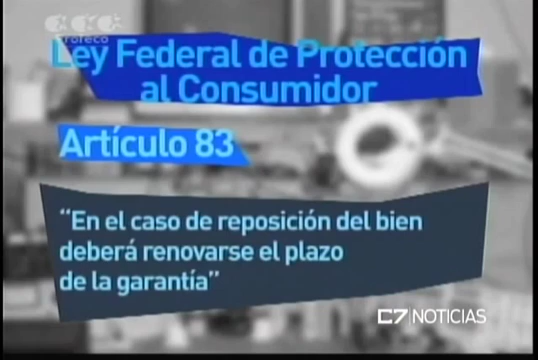 Profeco
Ley Federal de Protección
al Consumidor
Artículo 83
“En el caso de reposición del bien
deberá renovarse el plazo
de la garantía”
C7 NOTICIAS